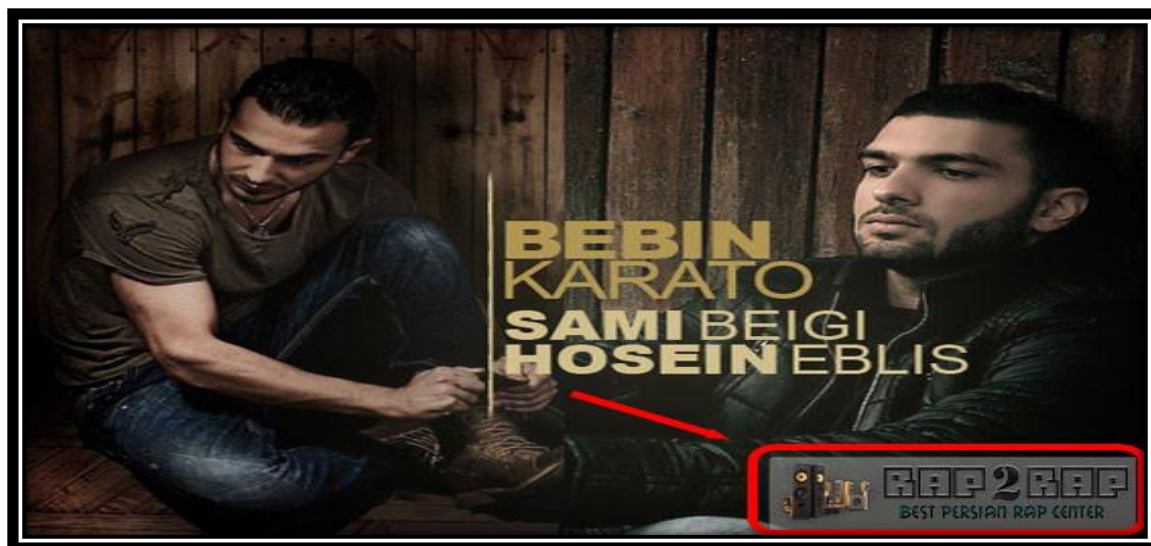 BEBIN
KARATO
SAMI BEIGI
HOSEIN EBLIS
RAP2RAP
BEST PERSIAN RAP CENTER